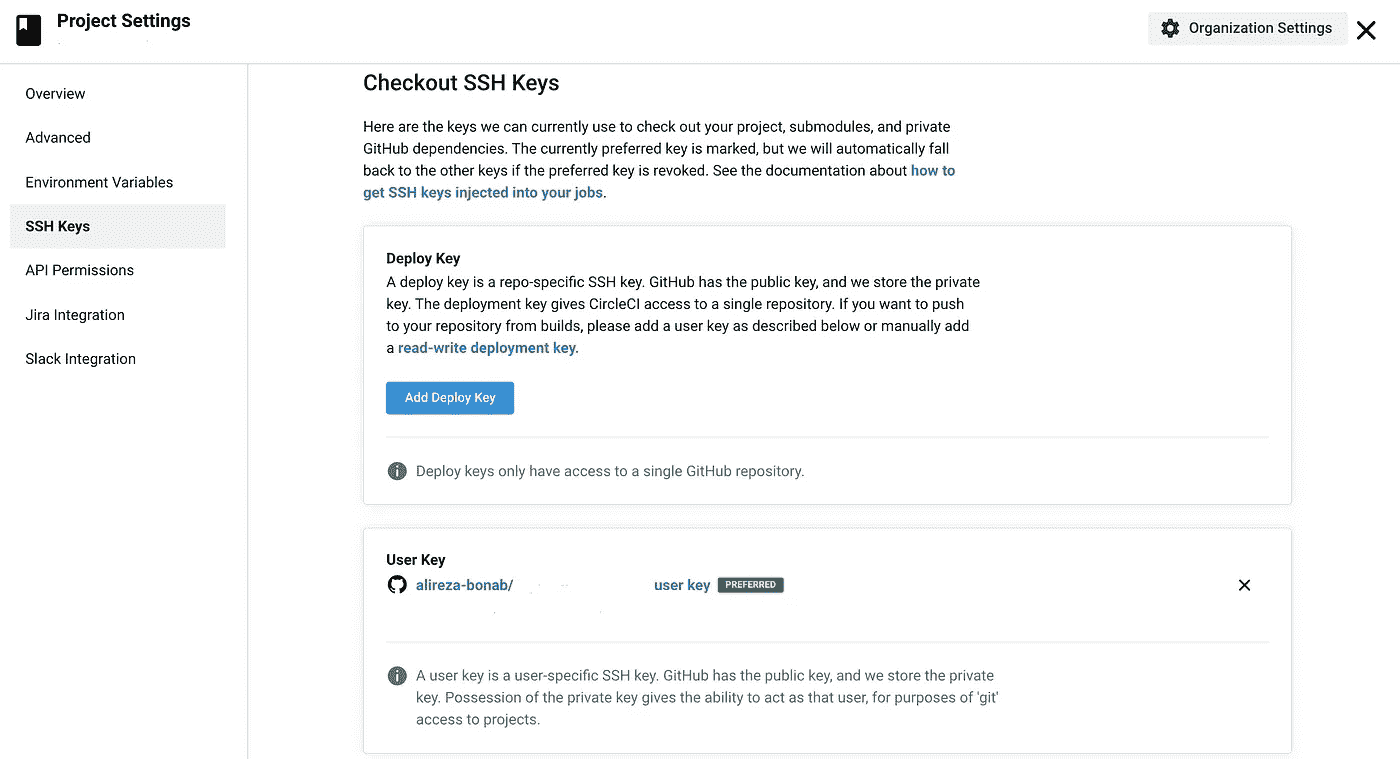 Project Settings
Organization Settings
Overview
Advanced
Environment Variables
SSH Keys
API Permissions
Jira Integration
Slack Integration
Checkout SSH Keys
Here are the keys we can currently use to check out your project, submodules, and private
GitHub dependencies. The currently preferred key is marked, but we will automatically fall
back to the other keys if the preferred key is revoked. See the documentation about how to
get SSH keys injected into your jobs.
Deploy Key
A deploy key is a repo-specific SSH key. GitHub has the public key, and we store the private
key. The deployment key gives CircleCI access to a single repository. If you want to push
to your repository from builds, please add a user key as described below or manually add
a read-write deployment key.
Add Deploy Key
Deploy keys only have access to a single GitHub repository.
User Key
alireza-bonab/ user key PREFERRED
A user key is a user-specific SSH key. GitHub has the public key, and we store the private
key. Possession of the private key gives the ability to act as that user, for purposes of 'git'
access to projects.